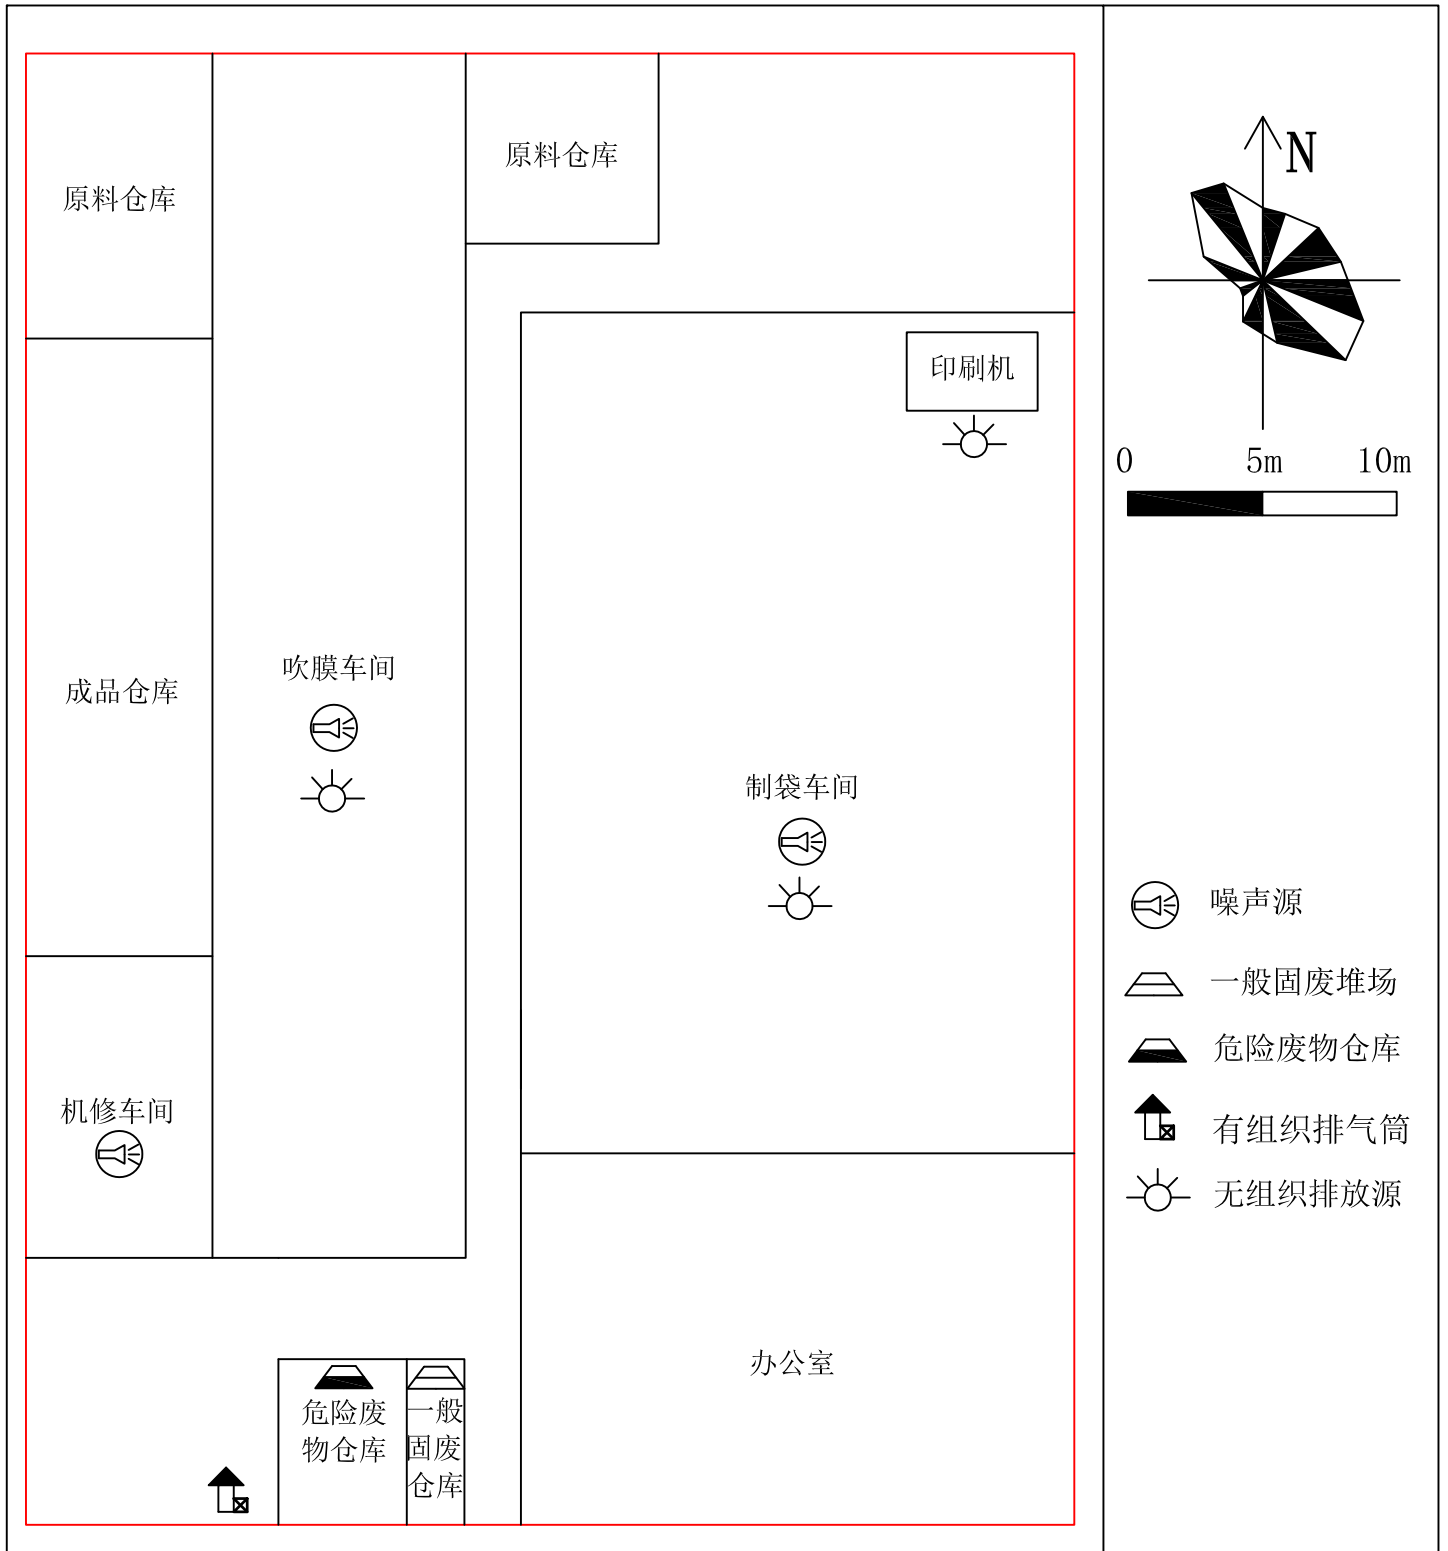 原料仓库
原料仓库
N
印刷机
0 5m 10m
吹膜车间
成品仓库
制袋车间
噪声源
一般固废堆场
危险废物仓库
机修车间
有组织排气筒
无组织排放源
办公室
危险废
物仓库
一般
固废
仓库